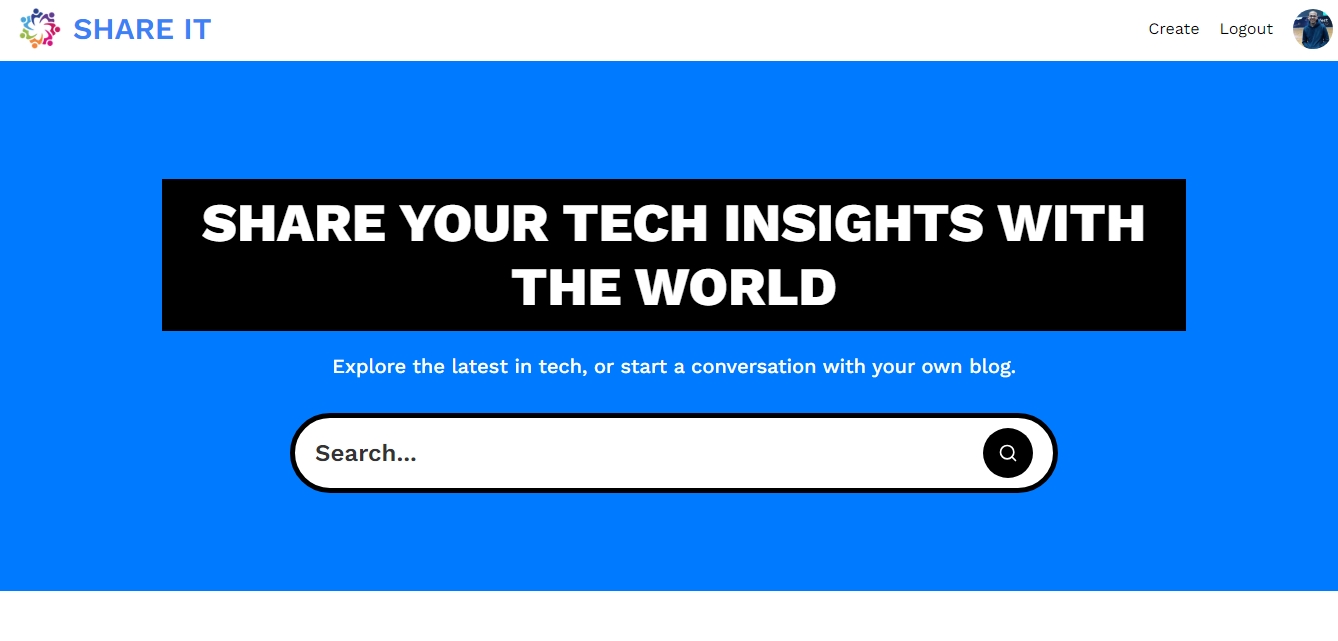 SHARE IT
Create Logout
SHARE YOUR TECH INSIGHTS WITH
THE WORLD
Explore the latest in tech, or start a conversation with your own blog.
Search...